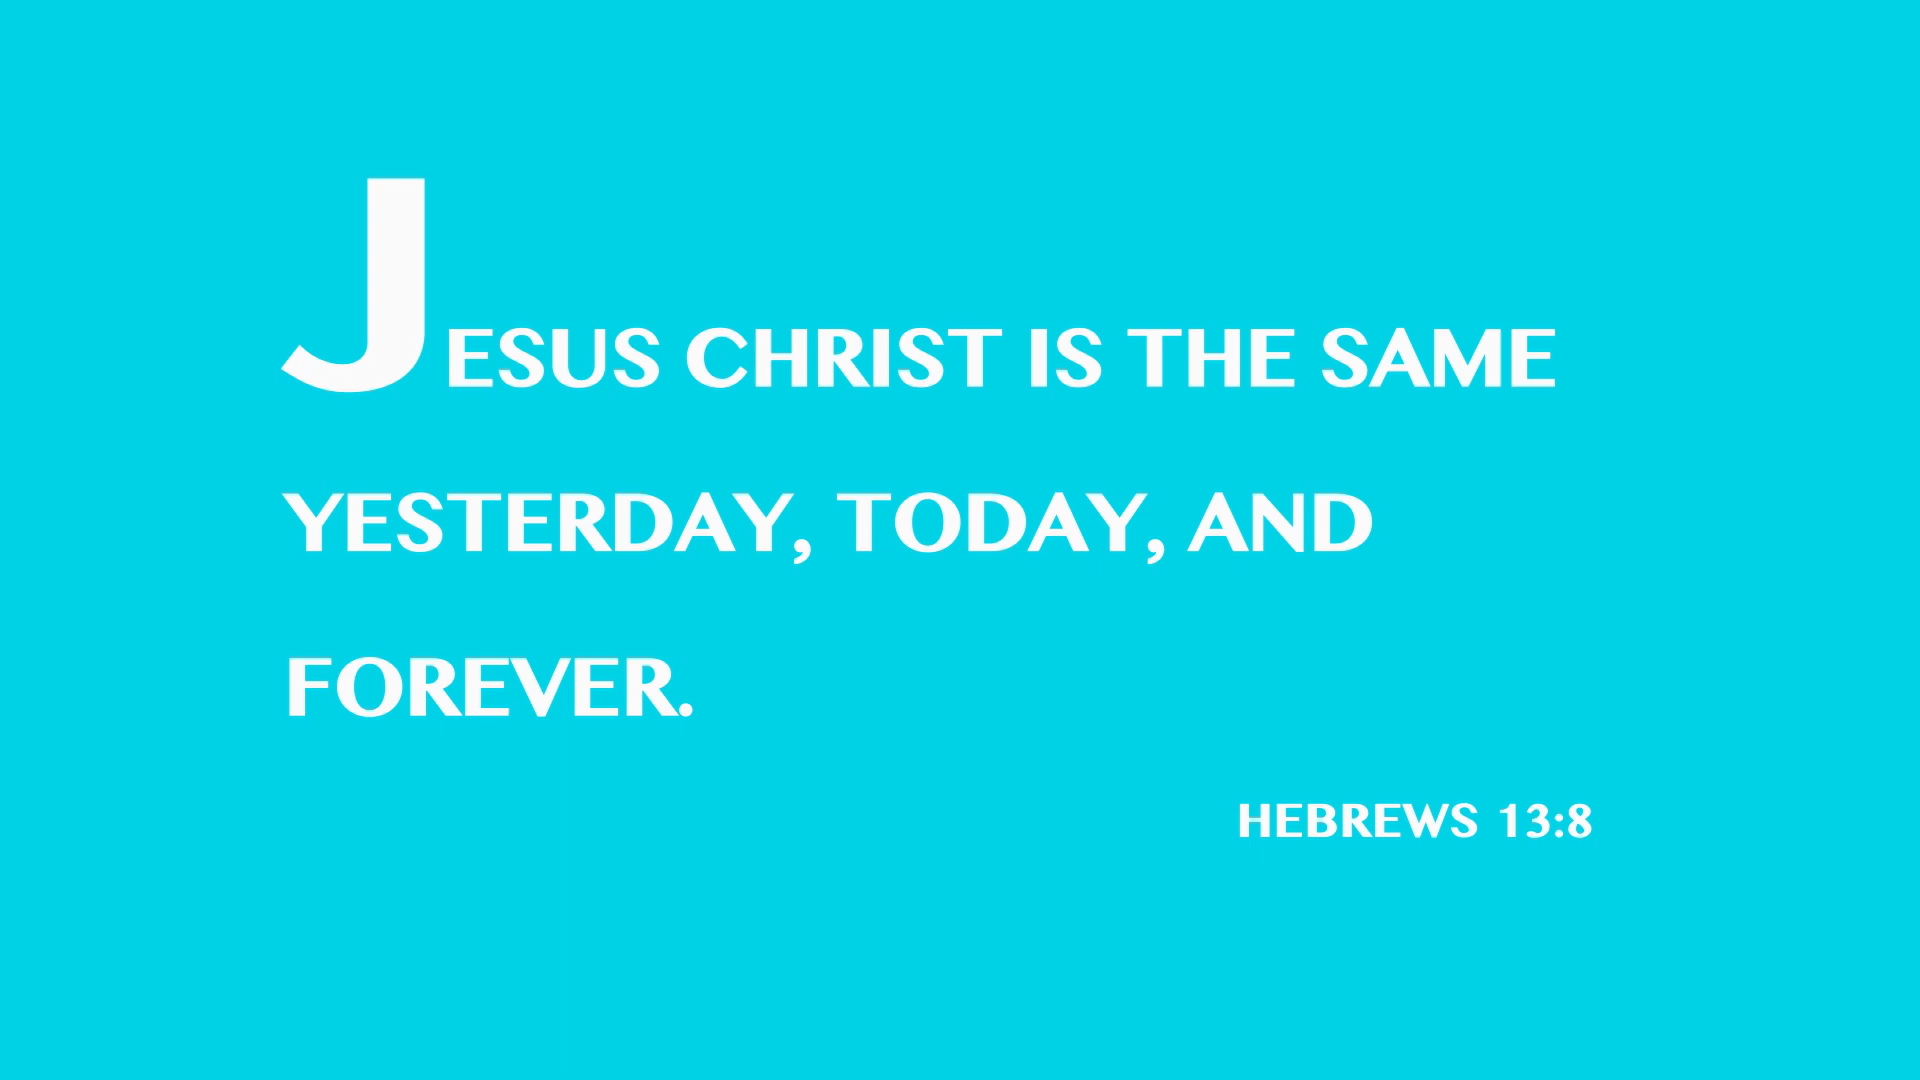 JESUS CHRIST IS THE SAME
YESTERDAY, TODAY, AND
FOREVER.
HEBREWS 13:8